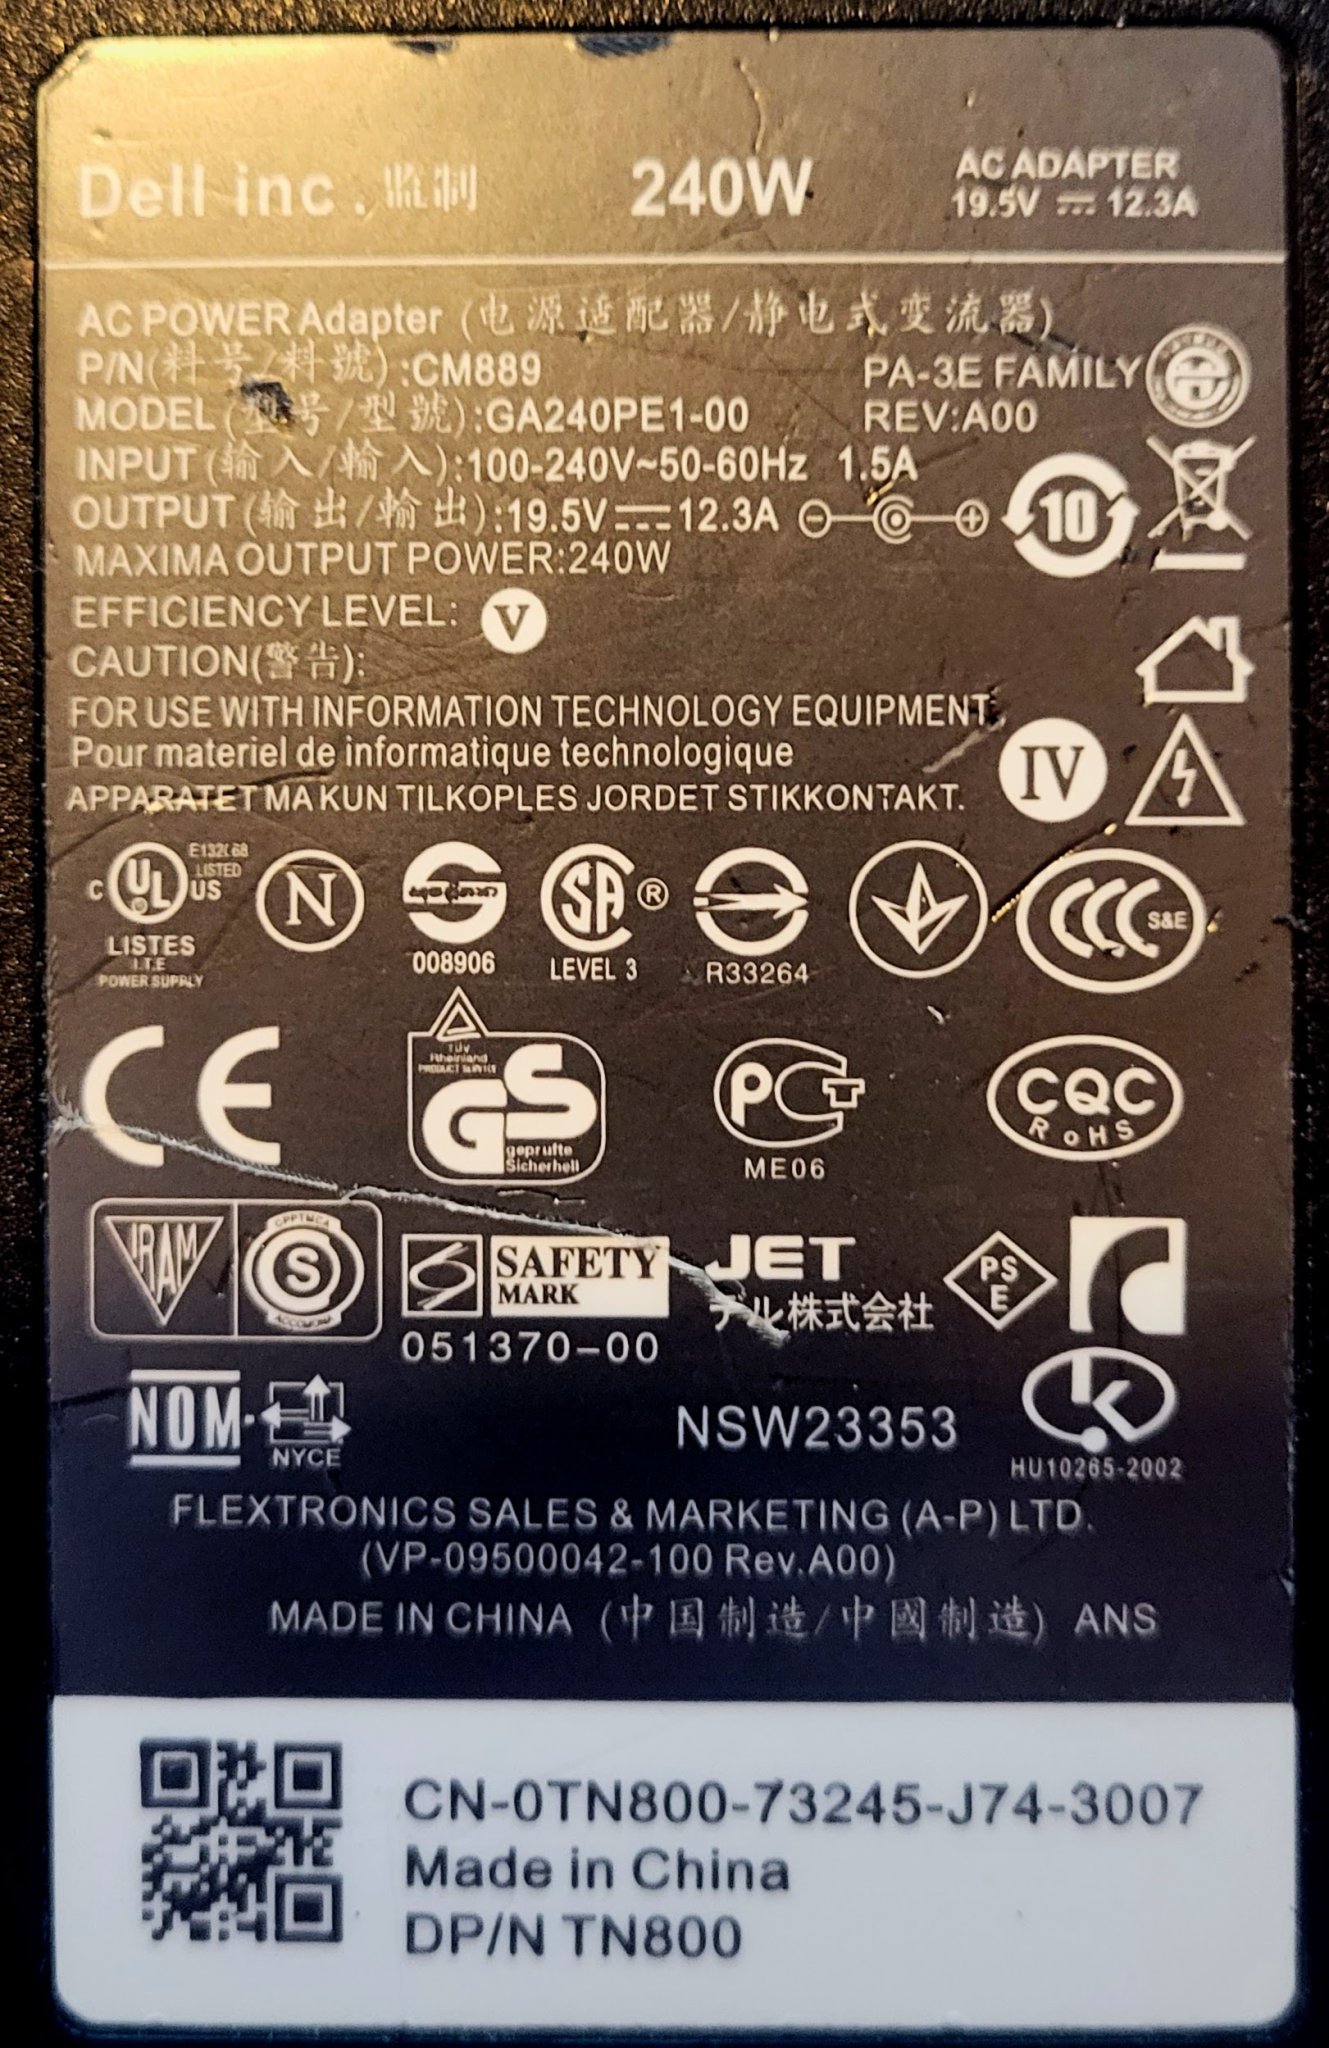 Dell inc. 监制 240W AC ADAPTER
19.5V ⎓ 12.3A
AC POWER Adapter (电源适配器/静电式变流器)
P/N(料号/料號):CM889 PA-3E FAMILY
MODEL(型号/型號):GA240PE1-00 REV:A00
INPUT(输入/輸入):100-240V~50-60Hz 1.5A
OUTPUT(输出/輸出):19.5V⎓12.3A
10
MAXIMA OUTPUT POWER:240W
EFFICIENCY LEVEL: V
CAUTION(警告):
FOR USE WITH INFORMATION TECHNOLOGY EQUIPMENT
Pour materiel de informatique technologique
APPARATET MA KUN TILKOPLES JORDET STIKKONTAKT.
IV
C UL US LISTED
LISTES
I.T.E
POWER SUPPLY
N
008906
SA ®
LEVEL 3
R33264
CCC S&E
CE
TÜV
Rheinland
PRODUCT SERVICE
GS
geprufte
Sicherheit
PCT
ME06
CQC
RoHS
IRAM
S
SAFETY
MARK
051370-00
JET
デル株式会社
PS
E
NOM
NYCE
NSW23353
K
HU10265-2002
FLEXTRONICS SALES & MARKETING (A-P) LTD.
(VP-09500042-100 Rev.A00)
MADE IN CHINA (中国制造/中國制造) ANS
CN-0TN800-73245-J74-3007
Made in China
DP/N TN800